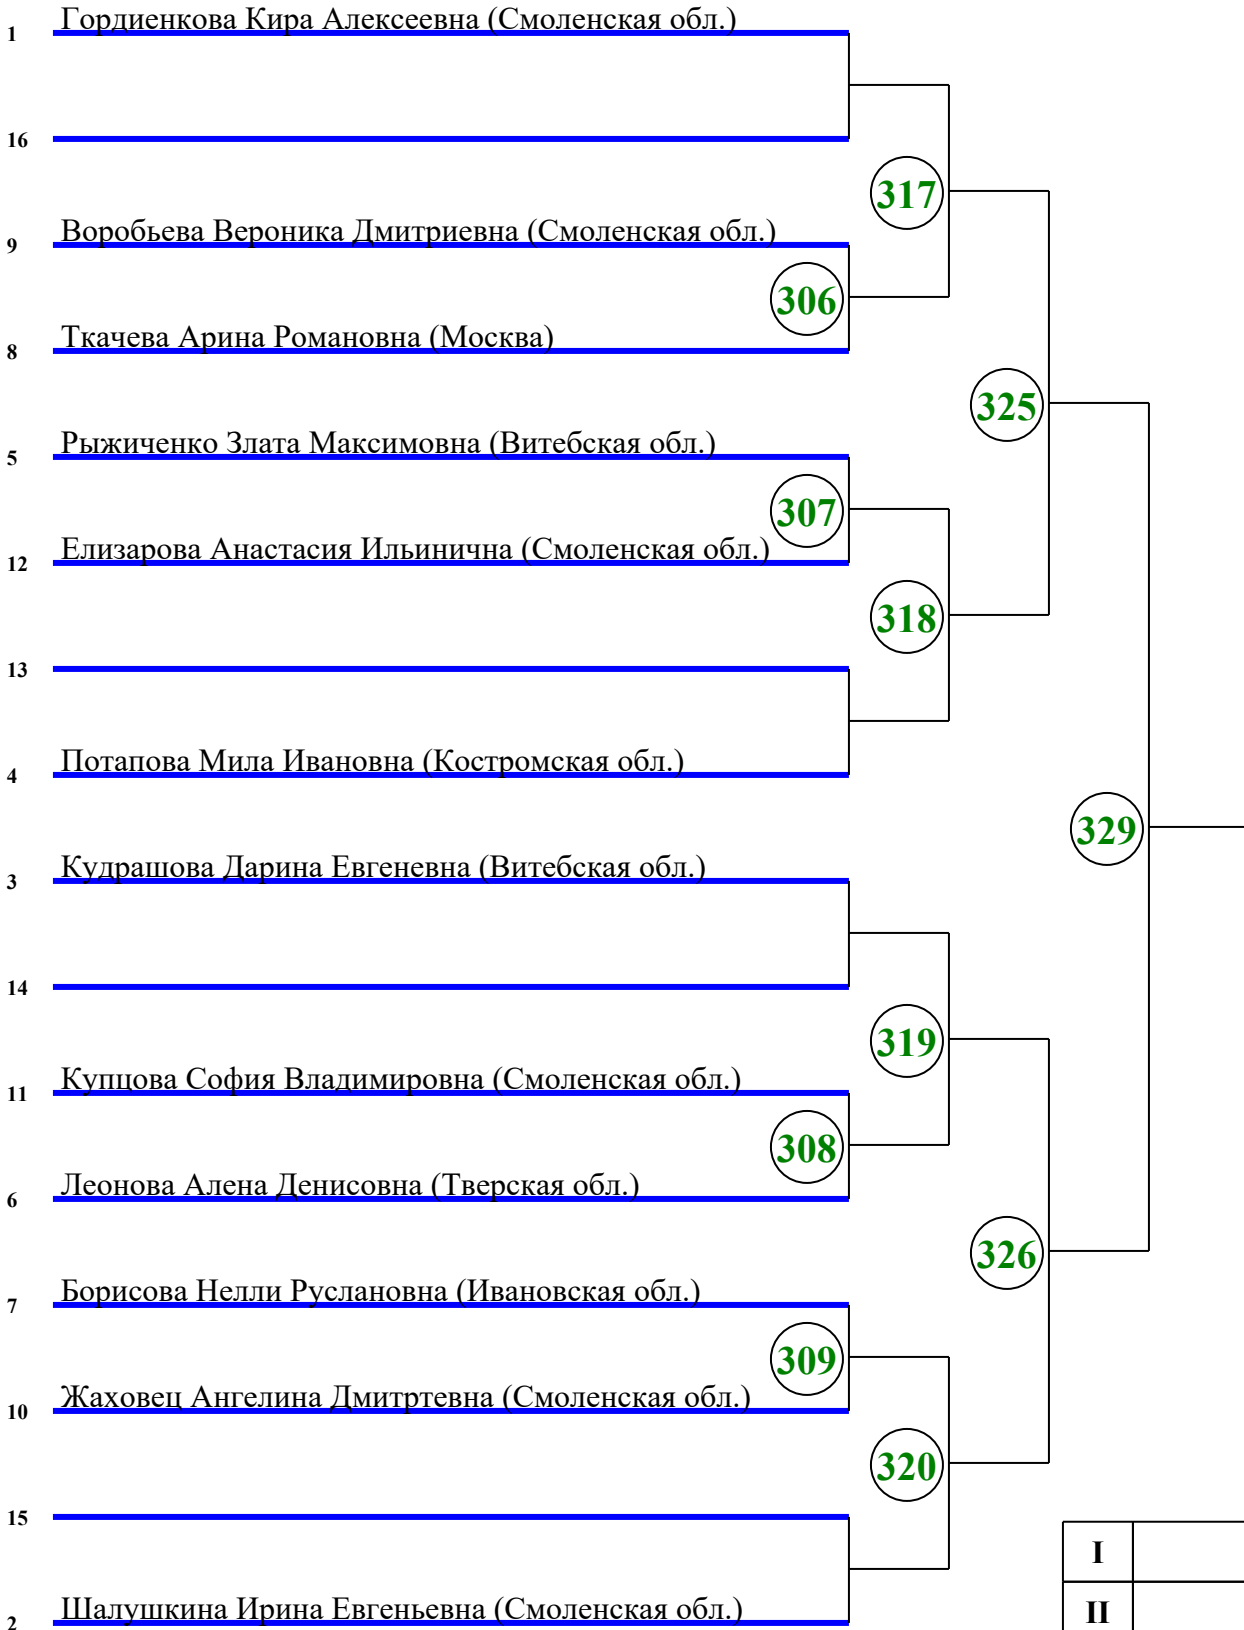 Гордиенкова Кира Алексеевна (Смоленская обл.)
1
16
317
Воробьева Вероника Дмитриевна (Смоленская обл.)
9
306
Ткачева Арина Романовна (Москва)
8
325
Рыжиченко Злата Максимовна (Витебская обл.)
5
307
Елизарова Анастасия Ильинична (Смоленская обл.)
12
318
13
Потапова Мила Ивановна (Костромская обл.)
4
329
Кудрашова Дарина Евгеневна (Витебская обл.)
3
14
319
Купцова София Владимировна (Смоленская обл.)
11
308
Леонова Алена Денисовна (Тверская обл.)
6
326
Борисова Нелли Руслановна (Ивановская обл.)
7
309
Жаховец Ангелина Дмитртевна (Смоленская обл.)
10
320
15
I
Шалушкина Ирина Евгеньевна (Смоленская обл.)
2
II